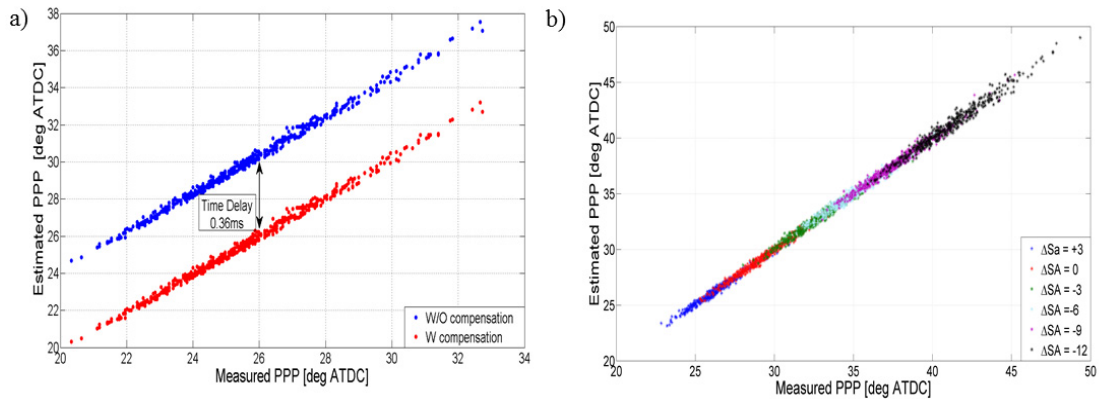 a)
Estimated PPP [deg ATDC]
38
36
34
32
30
28
26
24
22
20
Time Delay
0.36ms
W/O compensation
W compensation
20 22 24 26 28 30 32 34
Measured PPP [deg ATDC]
b)
Estimated PPP [deg ATDC]
50
45
40
35
30
25
20
ΔSa = +3
ΔSA = 0
ΔSA = -3
ΔSA = -6
ΔSA = -9
ΔSA = -12
20 25 30 35 40 45 50
Measured PPP [deg ATDC]